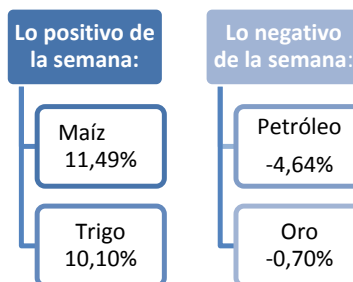 Lo positivo de
la semana:
Maíz
11,49%
Trigo
10,10%
Lo negativo
de la semana:
Petróleo
-4,64%
Oro
-0,70%